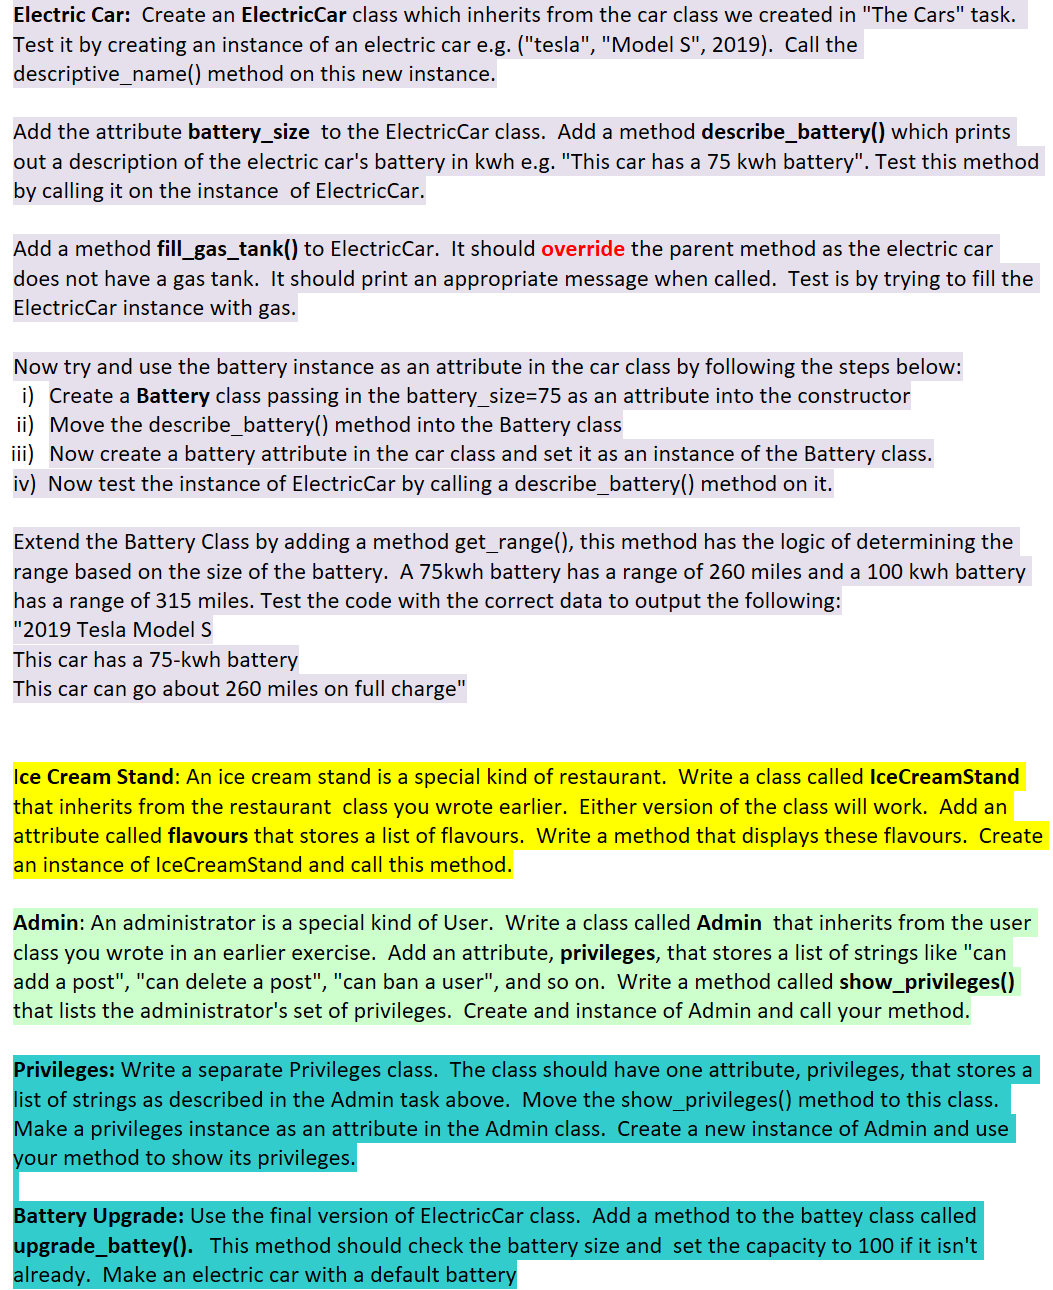 Electric Car:  Create an ElectricCar class which inherits from the car class we created in "The Cars" task.
Test it by creating an instance of an electric car e.g. ("tesla", "Model S", 2019).  Call the
descriptive_name() method on this new instance.
Add the attribute battery_size  to the ElectricCar class.  Add a method describe_battery() which prints
out a description of the electric car's battery in kwh e.g. "This car has a 75 kwh battery". Test this method
by calling it on the instance  of ElectricCar.
Add a method fill_gas_tank() to ElectricCar.  It should override the parent method as the electric car
does not have a gas tank.  It should print an appropriate message when called.  Test is by trying to fill the
ElectricCar instance with gas.
Now try and use the battery instance as an attribute in the car class by following the steps below:
i)  Create a Battery class passing in the battery_size=75 as an attribute into the constructor
ii)  Move the describe_battery() method into the Battery class
iii)  Now create a battery attribute in the car class and set it as an instance of the Battery class.
iv)  Now test the instance of ElectricCar by calling a describe_battery() method on it.
Extend the Battery Class by adding a method get_range(), this method has the logic of determining the
range based on the size of the battery.  A 75kwh battery has a range of 260 miles and a 100 kwh battery
has a range of 315 miles. Test the code with the correct data to output the following:
"2019 Tesla Model S
This car has a 75-kwh battery
This car can go about 260 miles on full charge"
Ice Cream Stand: An ice cream stand is a special kind of restaurant.  Write a class called IceCreamStand
that inherits from the restaurant  class you wrote earlier.  Either version of the class will work.  Add an
attribute called flavours that stores a list of flavours.  Write a method that displays these flavours.  Create
an instance of IceCreamStand and call this method.
Admin: An administrator is a special kind of User.  Write a class called Admin  that inherits from the user
class you wrote in an earlier exercise.  Add an attribute, privileges, that stores a list of strings like "can
add a post", "can delete a post", "can ban a user", and so on.  Write a method called show_privileges()
that lists the administrator's set of privileges.  Create and instance of Admin and call your method.
Privileges: Write a separate Privileges class.  The class should have one attribute, privileges, that stores a
list of strings as described in the Admin task above.  Move the show_privileges() method to this class.
Make a privileges instance as an attribute in the Admin class.  Create a new instance of Admin and use
your method to show its privileges.
Battery Upgrade: Use the final version of ElectricCar class.  Add a method to the battey class called
upgrade_battey().   This method should check the battery size and  set the capacity to 100 if it isn't
already.  Make an electric car with a default battery